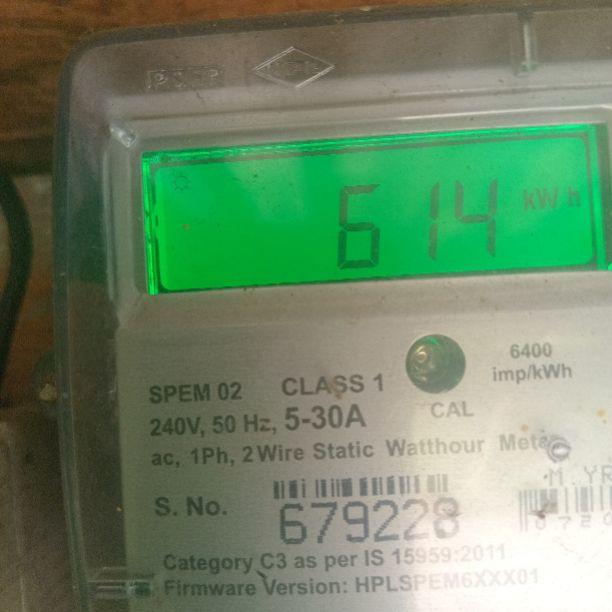 614 kWh
6400
imp/kWh
SPEM 02 CLASS 1
CAL
240V, 50 Hz, 5-30A
ac, 1Ph, 2 Wire Static Watthour Meter
M.YR
S. No.
679228
Category C3 as per IS 15959:2011
Firmware Version: HPLSPEM6XXX01